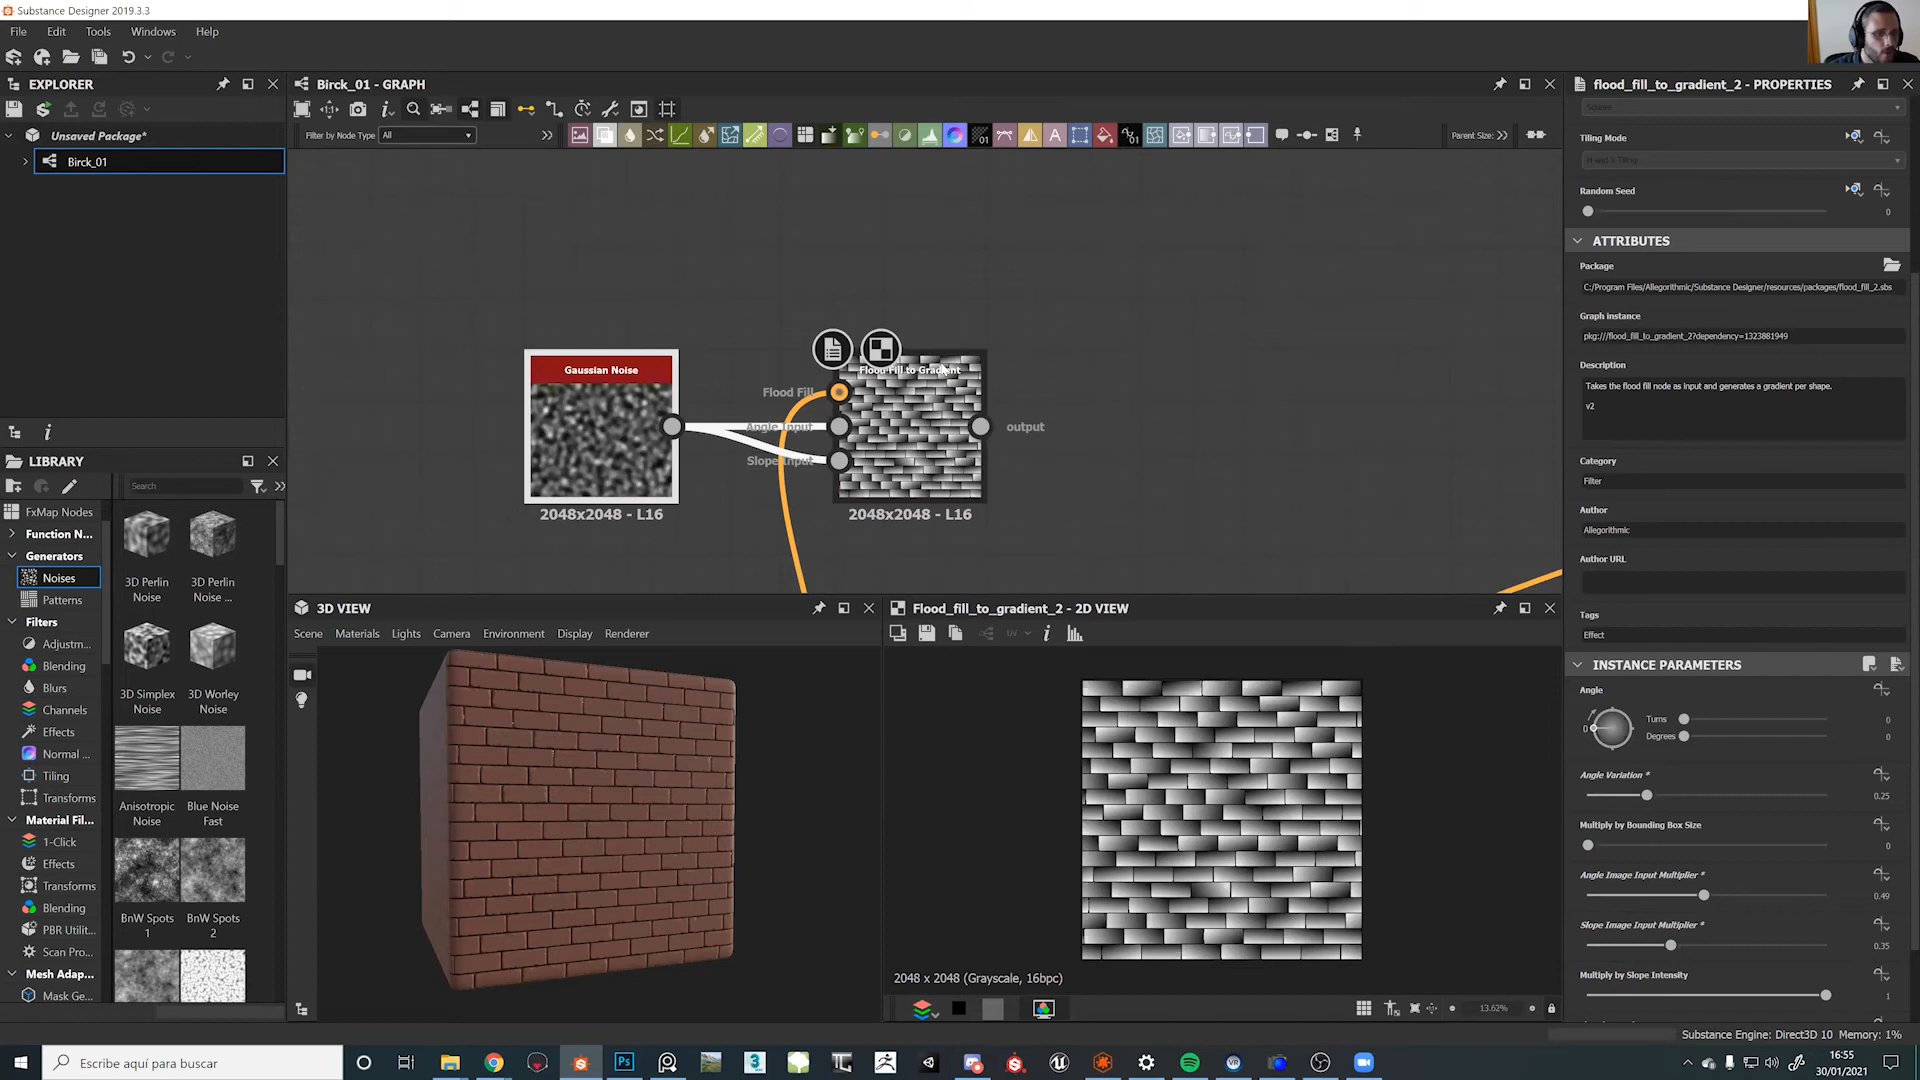 Substance Designer 2019.3.3
File Edit Tools Windows Help
EXPLORER
Unsaved Package*
Birck_01
Birck_01 - GRAPH
Filter by Node Type All
Parent Size:
Gaussian Noise
2048x2048 - L16
Flood Fill to Gradient
Flood Fill
Angle Input
Slope Input
output
2048x2048 - L16
LIBRARY
Search
FxMap Nodes
Function N...
Generators
Noises
Patterns
Filters
Adjustm...
Blending
Blurs
Channels
Effects
Normal ...
Tiling
Transforms
Material Fil...
1-Click
Effects
Transforms
Blending
PBR Utilit...
Scan Pro...
Mesh Adap...
Mask Ge...
3D Perlin
Noise
3D Perlin
Noise ...
3D Simplex
Noise
3D Worley
Noise
Anisotropic
Noise
Blue Noise
Fast
BnW Spots
1
BnW Spots
2
3D VIEW
Scene Materials Lights Camera Environment Display Renderer
Flood_fill_to_gradient_2 - 2D VIEW
UV
2048 x 2048 (Grayscale, 16bpc)
13.62%
flood_fill_to_gradient_2 - PROPERTIES
Square
Tiling Mode
H and V Tiling
Random Seed
0
ATTRIBUTES
Package
C:/Program Files/Allegorithmic/Substance Designer/resources/packages/flood_fill_2.sbs
Graph instance
pkg:///flood_fill_to_gradient_2?dependency=1323881949
Description
Takes the flood fill node as input and generates a gradient per shape.
v2
Category
Filter
Author
Allegorithmic
Author URL
Tags
Effect
INSTANCE PARAMETERS
Angle
0
Turns 0
Degrees 0
Angle Variation *
0.25
Multiply by Bounding Box Size
0
Angle Image Input Multiplier *
0.49
Slope Image Input Multiplier *
0.35
Multiply by Slope Intensity
1
Substance Engine: Direct3D 10 Memory: 1%
Escribe aquí para buscar
16:55
30/01/2021